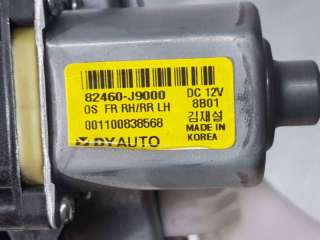 82460-J9000 DC 12V
OS FR RH/RR LH 8B01
001100838568 김재설
MADE IN
DYAUTO KOREA